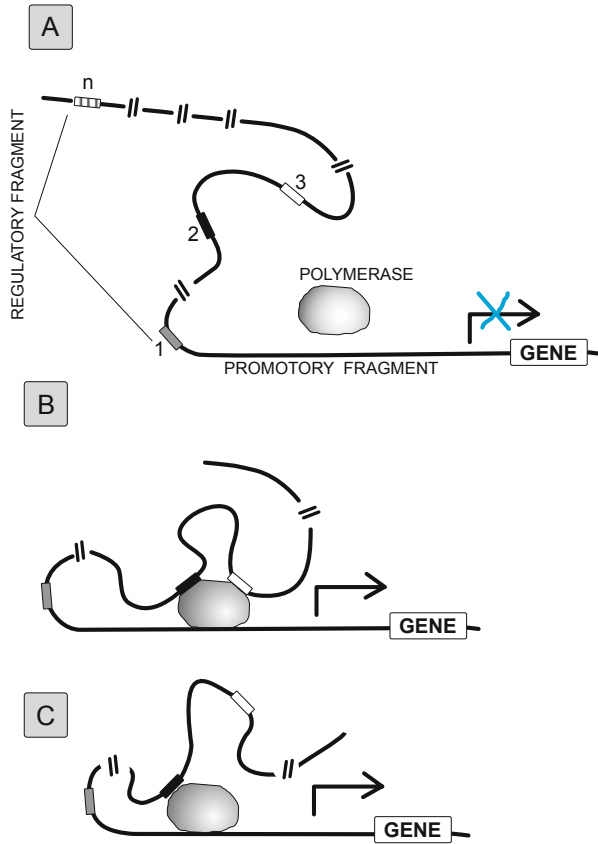 A
n
REGULATORY FRAGMENT
3
2
POLYMERASE
1
GENE
PROMOTORY FRAGMENT
B
GENE
C
GENE